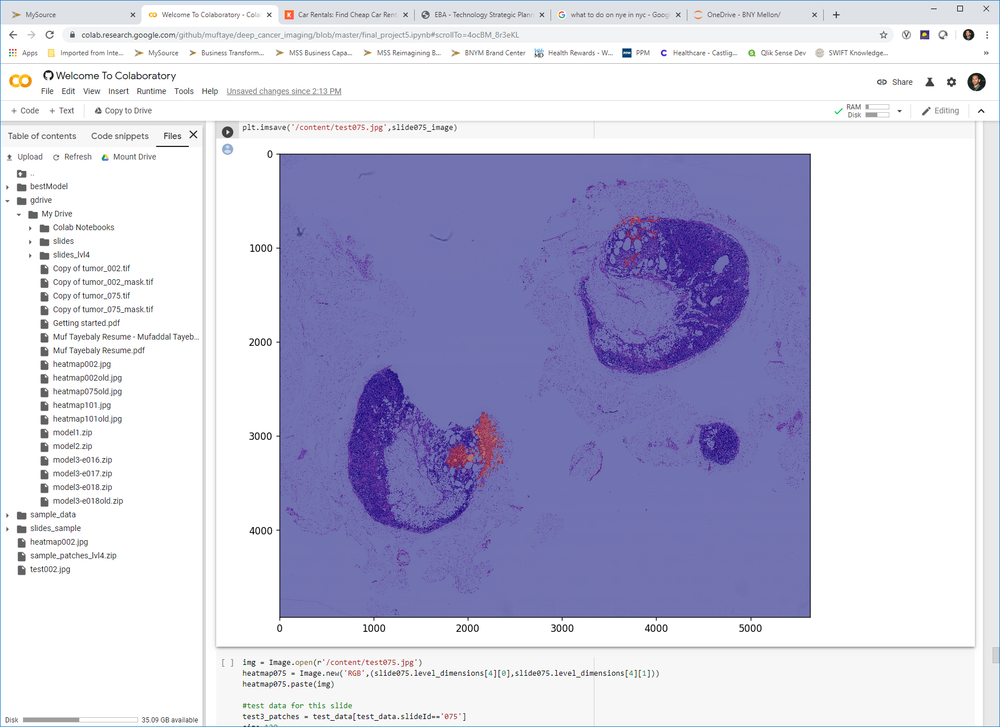 MySource
Welcome To Colaboratory - Cola
Car Rentals: Find Cheap Car Rent
EBA - Technology Strategic Plann
what to do on nye in nyc - Goog
OneDrive - BNY Mellon/
colab.research.google.com/github/muftaye/deep_cancer_imaging/blob/master/final_project5.ipynb#scrollTo=4ocBM_8r3eKL
Apps
Imported from Inte...
MySource
Business Transform...
MSS Business Capa...
MSS Reimagining B...
BNYM Brand Center
Health Rewards - W...
PPM
PPM
Healthcare - Castlig...
Qlik Sense Dev
SWIFT Knowledge...
»
Welcome To Colaboratory
File Edit View Insert Runtime Tools Help Unsaved changes since 2:13 PM
Share
+ Code + Text Copy to Drive
RAM
Disk
Editing
Table of contents Code snippets Files
Upload Refresh Mount Drive
..
bestModel
gdrive
My Drive
Colab Notebooks
slides
slides_lvl4
Copy of tumor_002.tif
Copy of tumor_002_mask.tif
Copy of tumor_075.tif
Copy of tumor_075_mask.tif
Getting started.pdf
Muf Tayebaly Resume - Mufaddal Tayeb...
Muf Tayebaly Resume.pdf
heatmap002.jpg
heatmap002old.jpg
heatmap075old.jpg
heatmap101.jpg
heatmap101old.jpg
model1.zip
model2.zip
model3-e016.zip
model3-e017.zip
model3-e018.zip
model3-e018old.zip
sample_data
slides_sample
heatmap002.jpg
sample_patches_lvl4.zip
test002.jpg
Disk 35.09 GB available
plt.imsave('/content/test075.jpg',slide075_image)
0
1000
2000
3000
4000
0 1000 2000 3000 4000 5000
[ ] img = Image.open(r'/content/test075.jpg')
heatmap075 = Image.new('RGB',(slide075.level_dimensions[4][0],slide075.level_dimensions[4][1]))
heatmap075.paste(img)
#test data for this slide
test3_patches = test_data[test_data.slideId=='075']